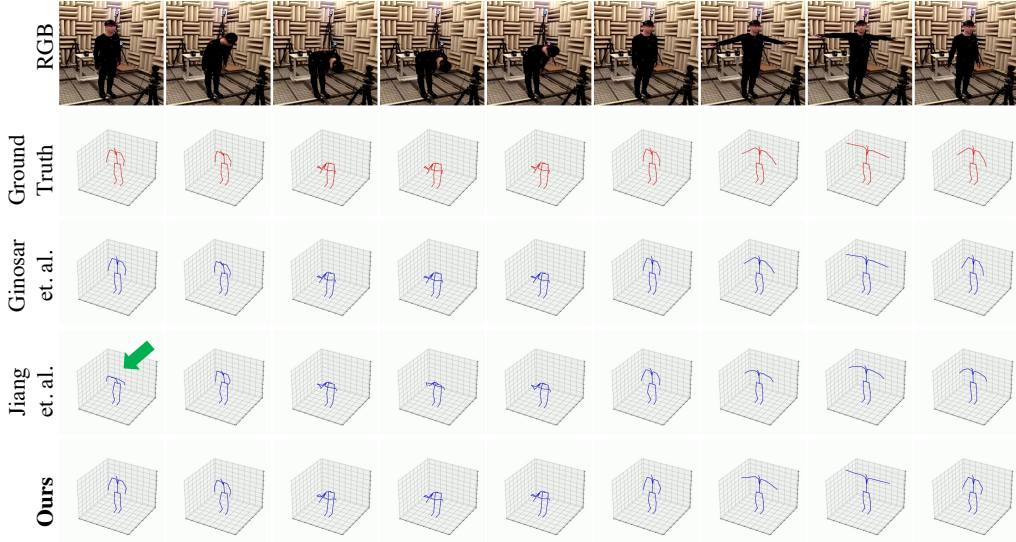 RGB
Ground
Truth
Ginosar
et. al.
Jiang
et. al.
Ours